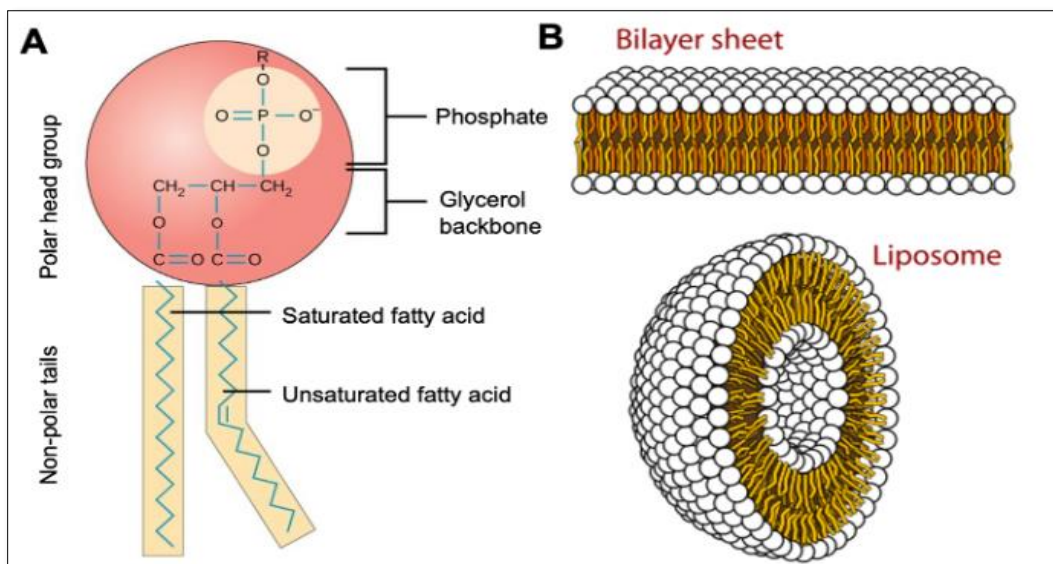 A
Polar head group
Non-polar tails
R
O
O=P—O⁻
O
CH₂—CH—CH₂
O O
C=O C=O
Phosphate
Glycerol
backbone
Saturated fatty acid
Unsaturated fatty acid
B
Bilayer sheet
Liposome